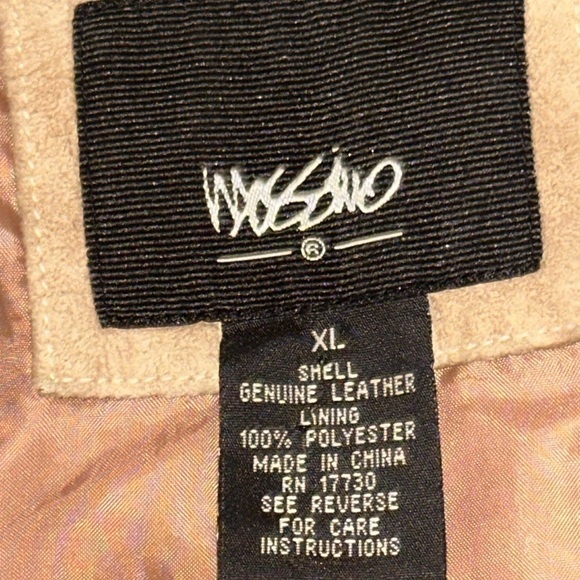 MOSSIMO
®
XL
SHELL
GENUINE LEATHER
LINING
100% POLYESTER
MADE IN CHINA
RN 17730
SEE REVERSE
FOR CARE
INSTRUCTIONS